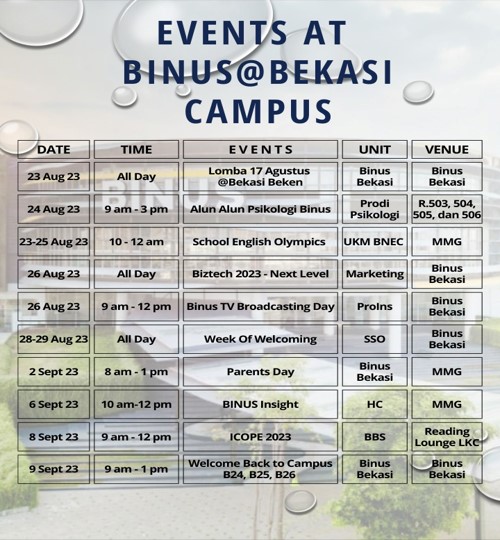 EVENTS AT
BINUS@BEKASI
CAMPUS
DATE TIME EVENTS UNIT VENUE
23 Aug 23 All Day Lomba 17 Agustus @Bekasi Beken Binus Bekasi Binus Bekasi
24 Aug 23 9 am - 3 pm Alun Alun Psikologi Binus Prodi Psikologi R.503, 504, 505, dan 506
23-25 Aug 23 10 - 12 am School English Olympics UKM BNEC MMG
26 Aug 23 All Day Biztech 2023 - Next Level Marketing Binus Bekasi
26 Aug 23 9 am - 12 pm Binus TV Broadcasting Day ProIns Binus Bekasi
28-29 Aug 23 All Day Week Of Welcoming SSO Binus Bekasi
2 Sept 23 8 am - 1 pm Parents Day Binus Bekasi MMG
6 Sept 23 10 am-12 pm BINUS Insight HC MMG
8 Sept 23 9 am - 12 pm ICOPE 2023 BBS Reading Lounge LKC
9 Sept 23 9 am - 1 pm Welcome Back to Campus B24, B25, B26 Binus Bekasi Binus Bekasi
BINUS